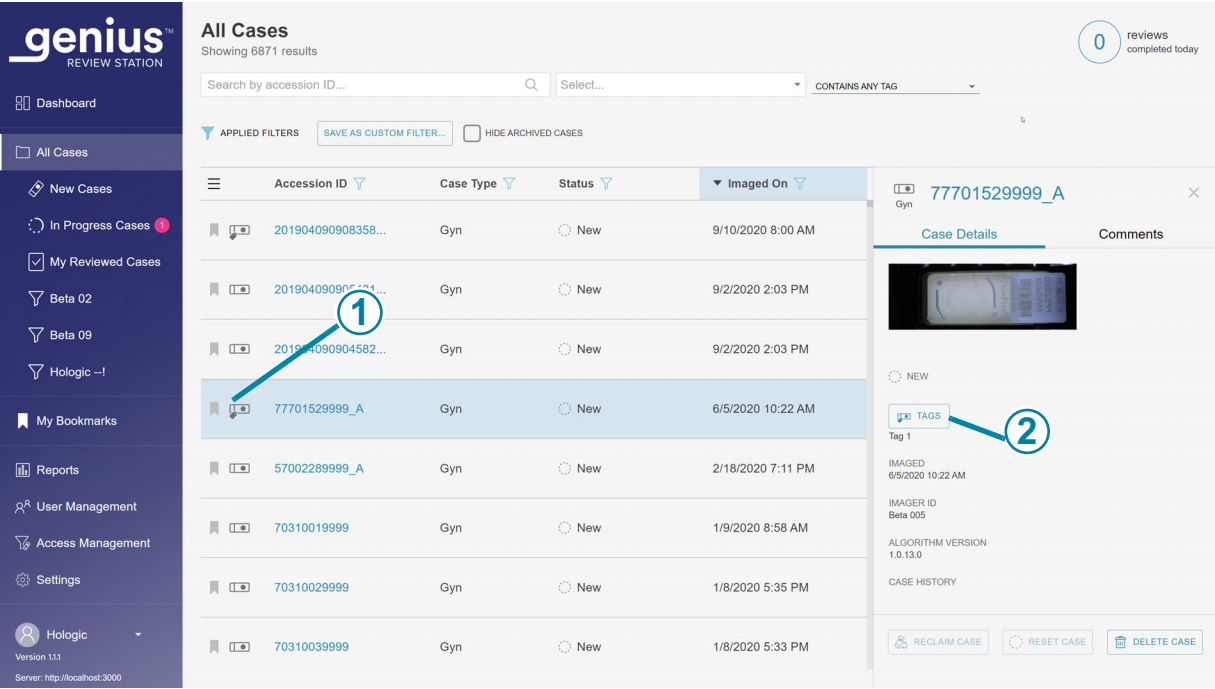 genius™
REVIEW STATION
Dashboard
All Cases
New Cases
In Progress Cases 1
My Reviewed Cases
Beta 02
Beta 09
Hologic --!
My Bookmarks
Reports
User Management
Access Management
Settings
Hologic
Version 1.1.1
Server: http://localhost:3000
All Cases
Showing 6871 results
0 reviews
completed today
Search by accession ID... Select... CONTAINS ANY TAG
APPLIED FILTERS SAVE AS CUSTOM FILTER... HIDE ARCHIVED CASES
Accession ID Case Type Status Imaged On
201904090908358... Gyn New 9/10/2020 8:00 AM
Gyn New 9/2/2020 2:03 PM
1
Gyn New 9/2/2020 2:03 PM
77701529999_A Gyn New 6/5/2020 10:22 AM
57002289999_A Gyn New 2/18/2020 7:11 PM
70310019999 Gyn New 1/9/2020 8:58 AM
70310029999 Gyn New 1/8/2020 5:35 PM
70310039999 Gyn New 1/8/2020 5:33 PM
Gyn 77701529999_A
Case Details Comments
NEW
TAGS
2
Tag 1
IMAGED
6/5/2020 10:22 AM
IMAGER ID
Beta 005
ALGORITHM VERSION
1.0.13.0
CASE HISTORY
RECLAIM CASE RESET CASE DELETE CASE